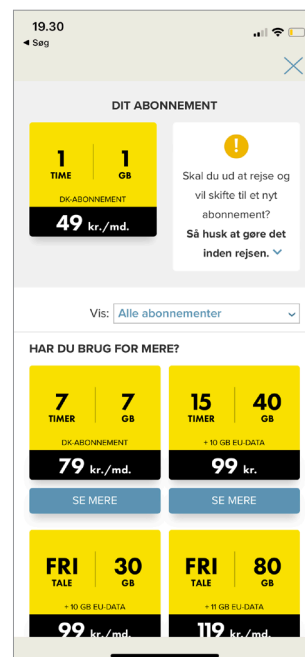 19.30
◄ Søg
DIT ABONNEMENT
1 TIME
1 GB
DK-ABONNEMENT
49 kr./md.
!
Skal du ud at rejse og
vil skifte til et nyt
abonnement?
Så husk at gøre det
inden rejsen.
Vis: Alle abonnementer
HAR DU BRUG FOR MERE?
7 TIMER
7 GB
DK-ABONNEMENT
79 kr./md.
SE MERE
15 TIMER
40 GB
+ 10 GB EU-DATA
99 kr.
SE MERE
FRI TALE
30 GB
+ 10 GB EU-DATA
99 kr./md.
FRI TALE
80 GB
+ 11 GB EU-DATA
119 kr./md.